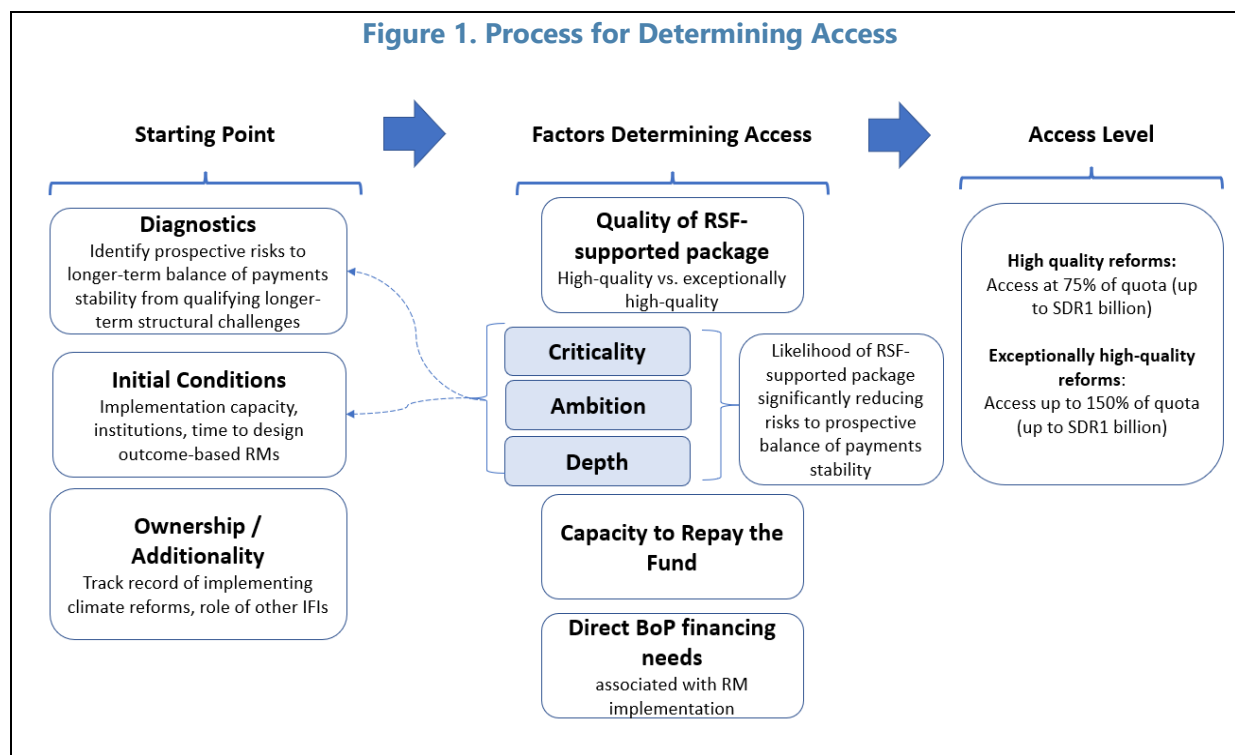 Figure 1. Process for Determining Access
Starting Point
Factors Determining Access
Access Level
Diagnostics
Identify prospective risks to
longer-term balance of payments
stability from qualifying longer-
term structural challenges
Initial Conditions
Implementation capacity,
institutions, time to design
outcome-based RMs
Ownership /
Additionality
Track record of implementing
climate reforms, role of other IFIs
Quality of RSF-
supported package
High-quality vs. exceptionally
high-quality
Criticality
Ambition
Depth
Likelihood of RSF-
supported package
significantly reducing
risks to prospective
balance of payments
stability
Capacity to Repay the
Fund
Direct BoP financing
needs
associated with RM
implementation
High quality reforms:
Access at 75% of quota (up
to SDR1 billion)
Exceptionally high-quality
reforms:
Access up to 150% of quota
(up to SDR1 billion)